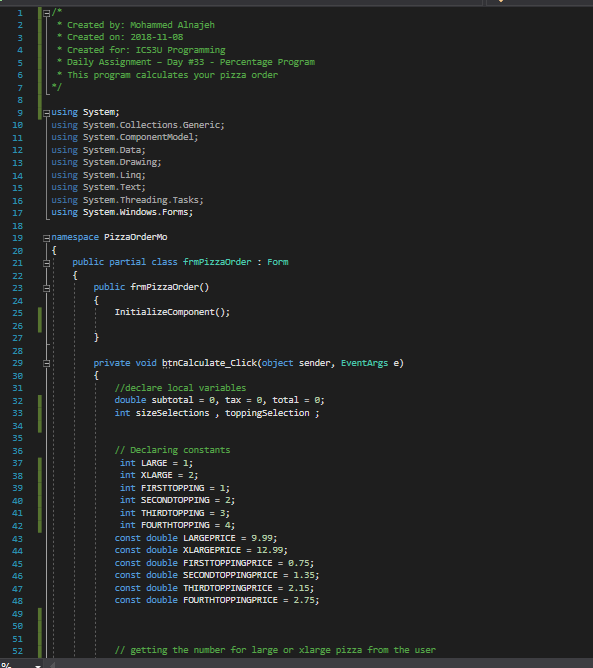 1 /*
2 * Created by: Mohammed Alnajeh
3 * Created on: 2018-11-08
4 * Created for: ICS3U Programming
5 * Daily Assignment – Day #33 - Percentage Program
6 * This program calculates your pizza order
7 */
8
9 using System;
10 using System.Collections.Generic;
11 using System.ComponentModel;
12 using System.Data;
13 using System.Drawing;
14 using System.Linq;
15 using System.Text;
16 using System.Threading.Tasks;
17 using System.Windows.Forms;
18
19 namespace PizzaOrderMo
20 {
21 public partial class frmPizzaOrder : Form
22 {
23 public frmPizzaOrder()
24 {
25 InitializeComponent();
26
27 }
28
29 private void btnCalculate_Click(object sender, EventArgs e)
30 {
31 //declare local variables
32 double subtotal = 0, tax = 0, total = 0;
33 int sizeSelections , toppingSelection ;
34
35
36 // Declaring constants
37 int LARGE = 1;
38 int XLARGE = 2;
39 int FIRSTTOPPING = 1;
40 int SECONDTOPPING = 2;
41 int THIRDTOPPING = 3;
42 int FOURTHTOPPING = 4;
43 const double LARGEPRICE = 9.99;
44 const double XLARGEPRICE = 12.99;
45 const double FIRSTTOPPINGPRICE = 0.75;
46 const double SECONDTOPPINGPRICE = 1.35;
47 const double THIRDTOPPINGPRICE = 2.15;
48 const double FOURTHTOPPINGPRICE = 2.75;
49
50
51
52 // getting the number for large or xlarge pizza from the user
%